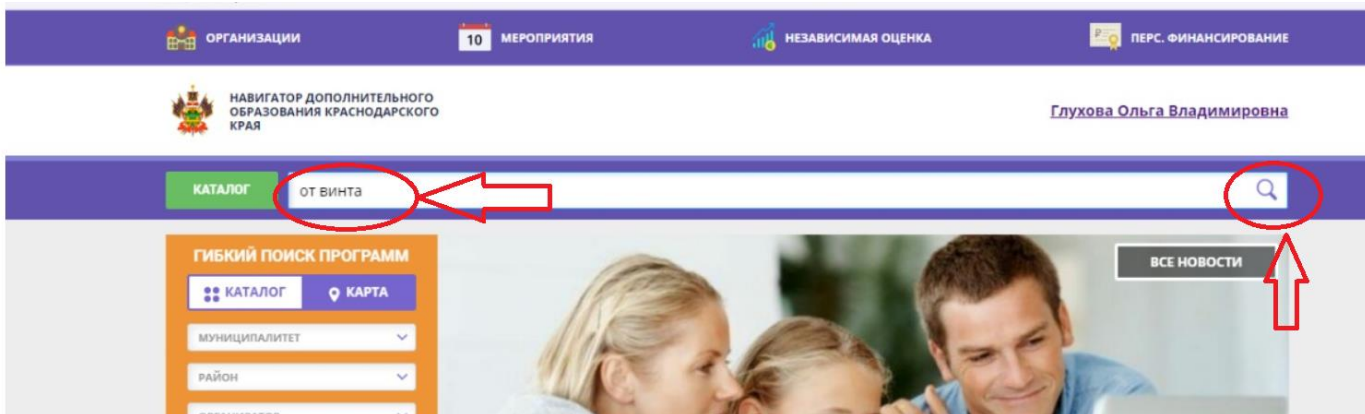 ОРГАНИЗАЦИИ
10 МЕРОПРИЯТИЯ
НЕЗАВИСИМАЯ ОЦЕНКА
ПЕРС. ФИНАНСИРОВАНИЕ
НАВИГАТОР ДОПОЛНИТЕЛЬНОГО
ОБРАЗОВАНИЯ КРАСНОДАРСКОГО
КРАЯ
Глухова Ольга Владимировна
КАТАЛОГ
от винта
ГИБКИЙ ПОИСК ПРОГРАММ
КАТАЛОГ
КАРТА
ВСЕ НОВОСТИ
МУНИЦИПАЛИТЕТ
РАЙОН